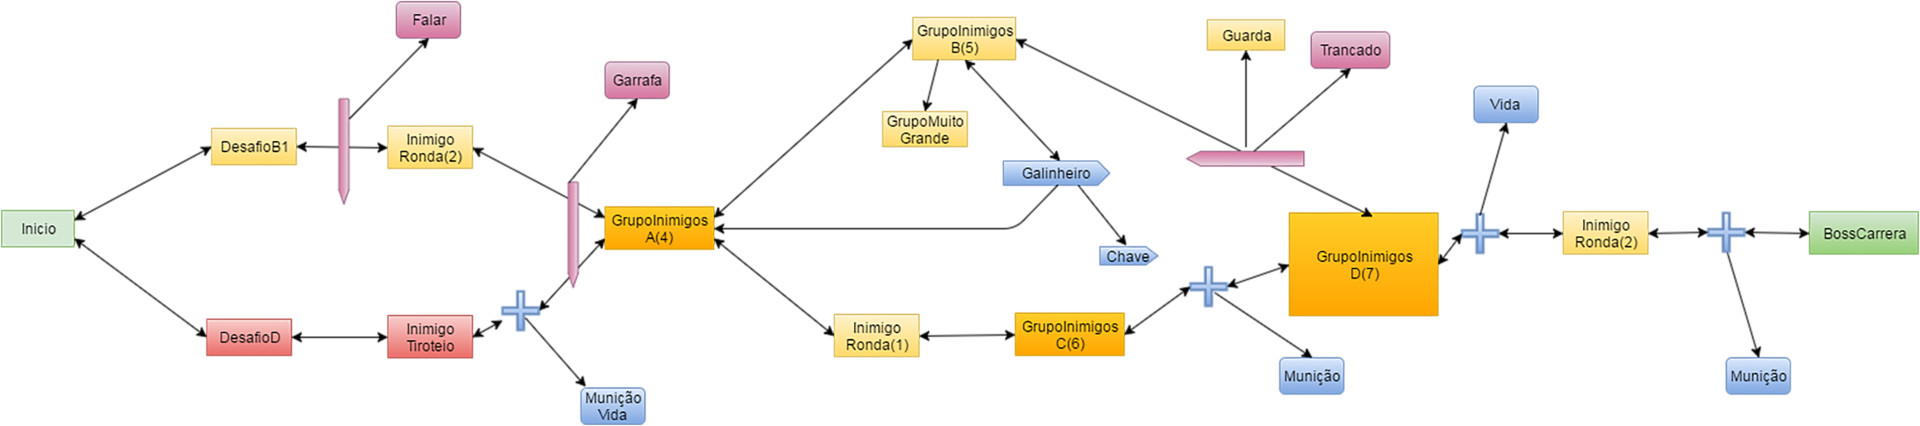 Falar
Garrafa
DesafioB1
Inimigo
Ronda(2)
Inicio
DesafioD
Inimigo
Tiroteio
Munição
Vida
GrupoInimigos
A(4)
GrupoInimigos
B(5)
GrupoMuito
Grande
Galinheiro
Chave
Inimigo
Ronda(1)
GrupoInimigos
C(6)
Guarda
Trancado
GrupoInimigos
D(7)
Munição
Vida
Inimigo
Ronda(2)
Munição
BossCarrera